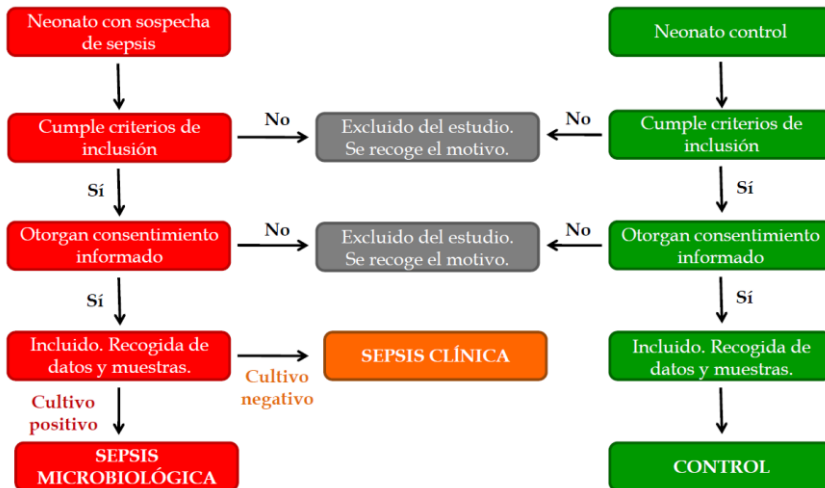 Neonato con sospecha
de sepsis
Neonato control
Cumple criterios de
inclusión
No
Excluido del estudio.
Se recoge el motivo.
No
Cumple criterios de
inclusión
Sí
Sí
Otorgan consentimiento
informado
No
Excluido del estudio.
Se recoge el motivo.
No
Otorgan consentimiento
informado
Sí
Sí
Incluido. Recogida de
datos y muestras.
Cultivo
negativo
SEPSIS CLÍNICA
Incluido. Recogida de
datos y muestras.
Cultivo
positivo
SEPSIS
MICROBIOLÓGICA
CONTROL